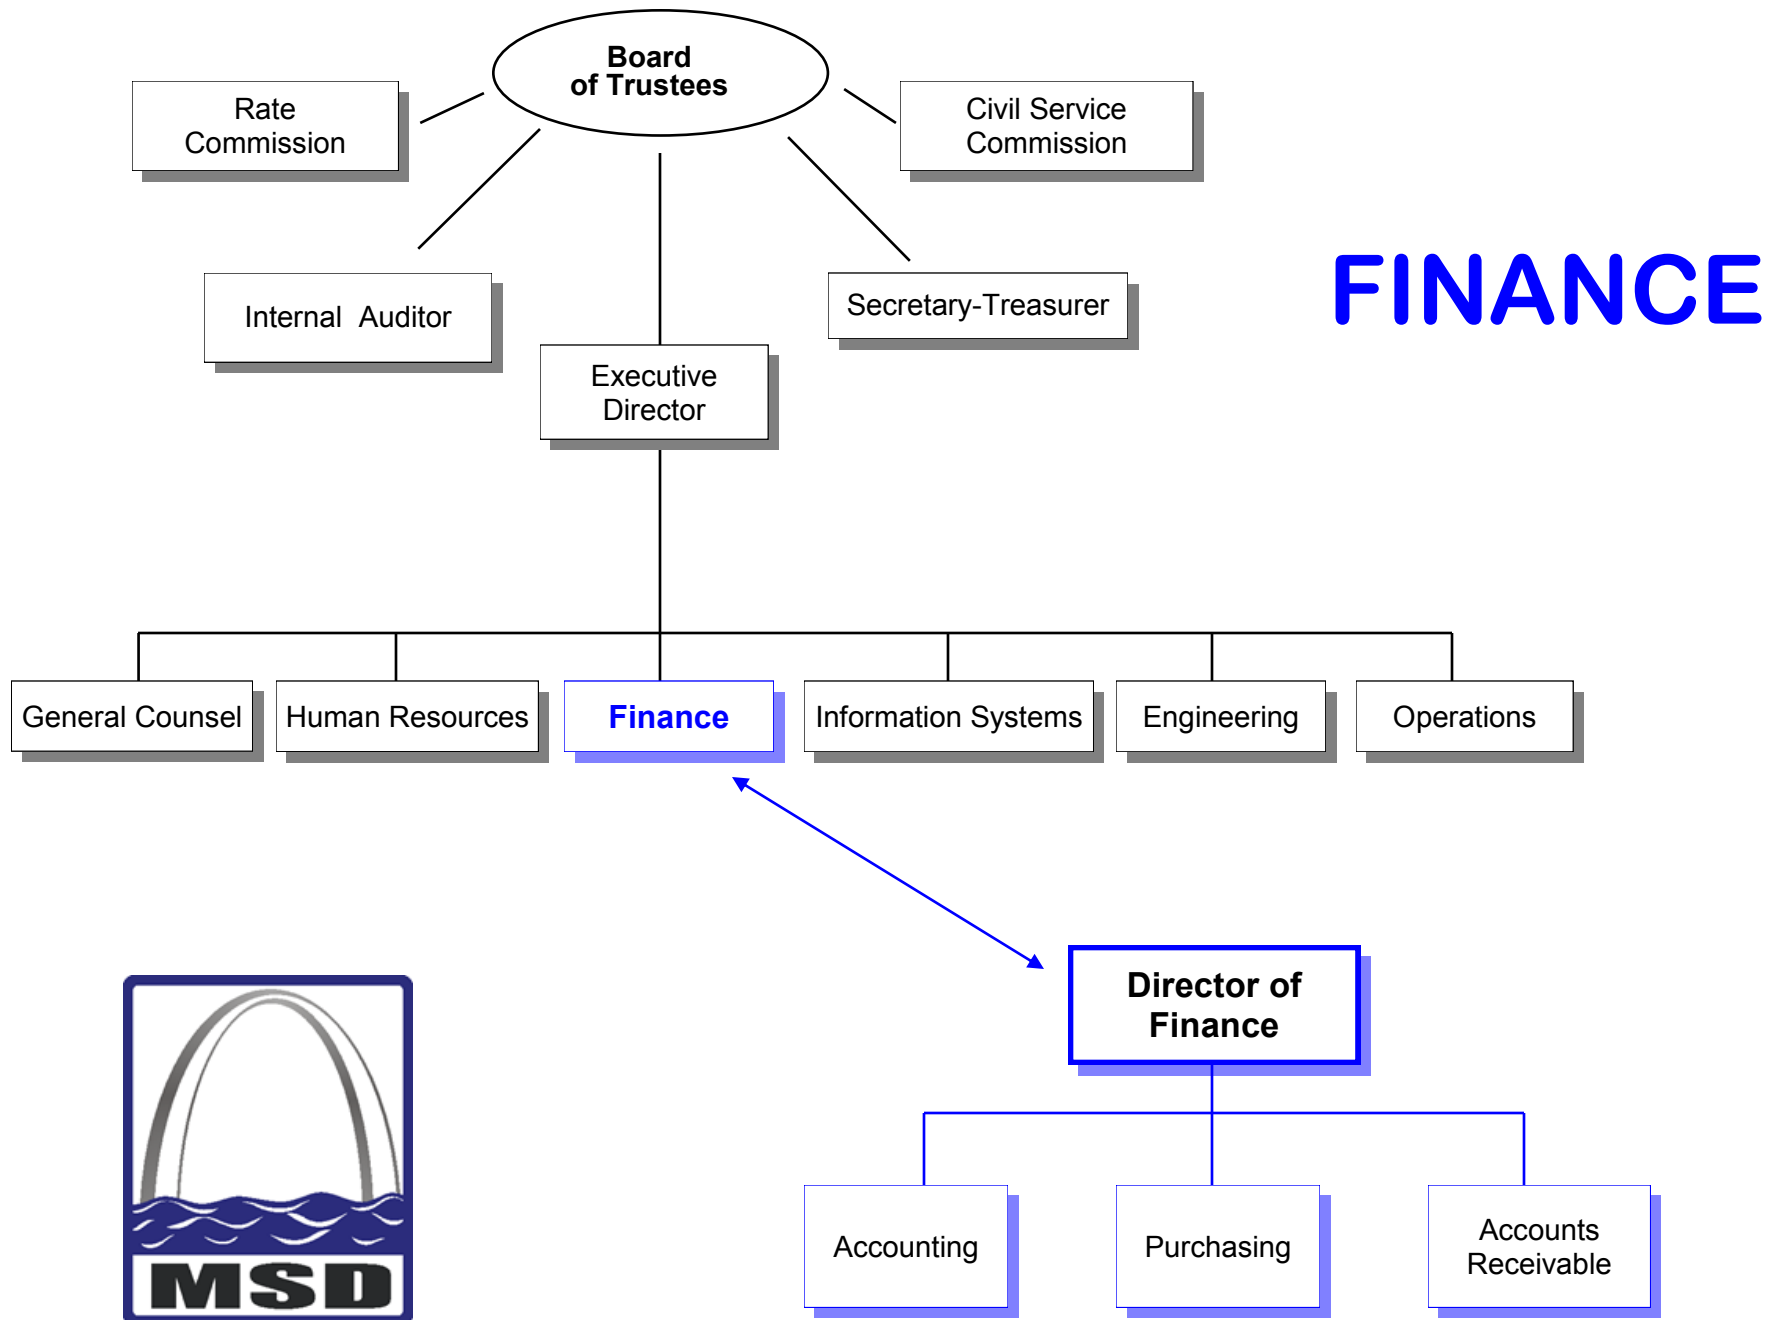 Board
of Trustees
Rate
Commission
Civil Service
Commission
Internal Auditor
Secretary-Treasurer
FINANCE
Executive
Director
General Counsel
Human Resources
Finance
Information Systems
Engineering
Operations
Director of
Finance
Accounting
Purchasing
Accounts
Receivable
MSD